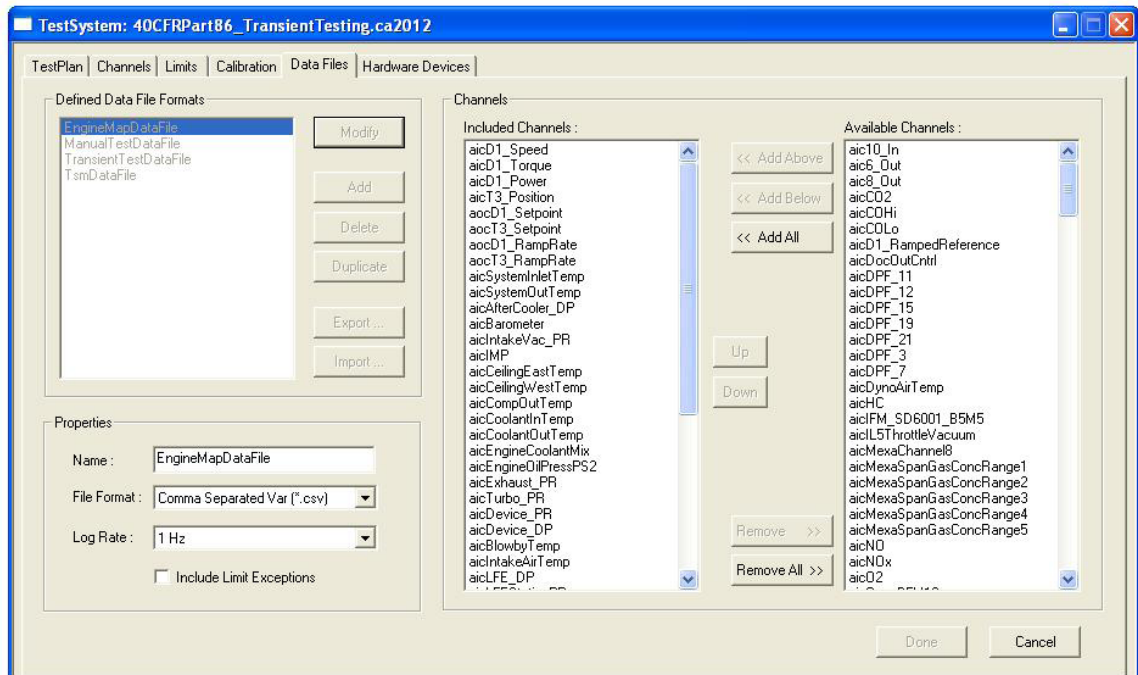 TestSystem: 40CFRPart86_TransientTesting.ca2012
TestPlan
Channels
Limits
Calibration
Data Files
Hardware Devices
Defined Data File Formats
EngineMapDataFile
ManualTestDataFile
TransientTestDataFile
TsmDataFile
Modify
Add
Delete
Duplicate
Export ...
Import ...
Properties
Name :
EngineMapDataFile
File Format :
Comma Separated Var (*.csv)
Log Rate :
1 Hz
Include Limit Exceptions
Channels
Included Channels :
aicD1_Speed
aicD1_Torque
aicD1_Power
aicT3_Position
aocD1_Setpoint
aocT3_Setpoint
aocD1_RampRate
aocT3_RampRate
aicSystemInletTemp
aicSystemOutTemp
aicAfterCooler_DP
aicBarometer
aicIntakeVac_PR
aicIMP
aicCeilingEastTemp
aicCeilingWestTemp
aicCompOutTemp
aicCoolantInTemp
aicCoolantOutTemp
aicEngineCoolantMix
aicEngineOilPressPS2
aicExhaust_PR
aicTurbo_PR
aicDevice_PR
aicDevice_DP
aicBlowbyTemp
aicIntakeAirTemp
aicLFE_DP
<< Add Above
<< Add Below
<< Add All
Up
Down
Remove >>
Remove All >>
Available Channels :
aic10_In
aic6_Out
aic8_Out
aicCO2
aicCOHi
aicCOLo
aicD1_RampedReference
aicDocOutCntrl
aicDPF_11
aicDPF_12
aicDPF_15
aicDPF_19
aicDPF_21
aicDPF_3
aicDPF_7
aicDynoAirTemp
aicHC
aicIFM_SD6001_B5M5
aicIL5ThrottleVacuum
aicMexaChannel8
aicMexaSpanGasConcRange1
aicMexaSpanGasConcRange2
aicMexaSpanGasConcRange3
aicMexaSpanGasConcRange4
aicMexaSpanGasConcRange5
aicNO
aicNOx
aicO2
Done
Cancel